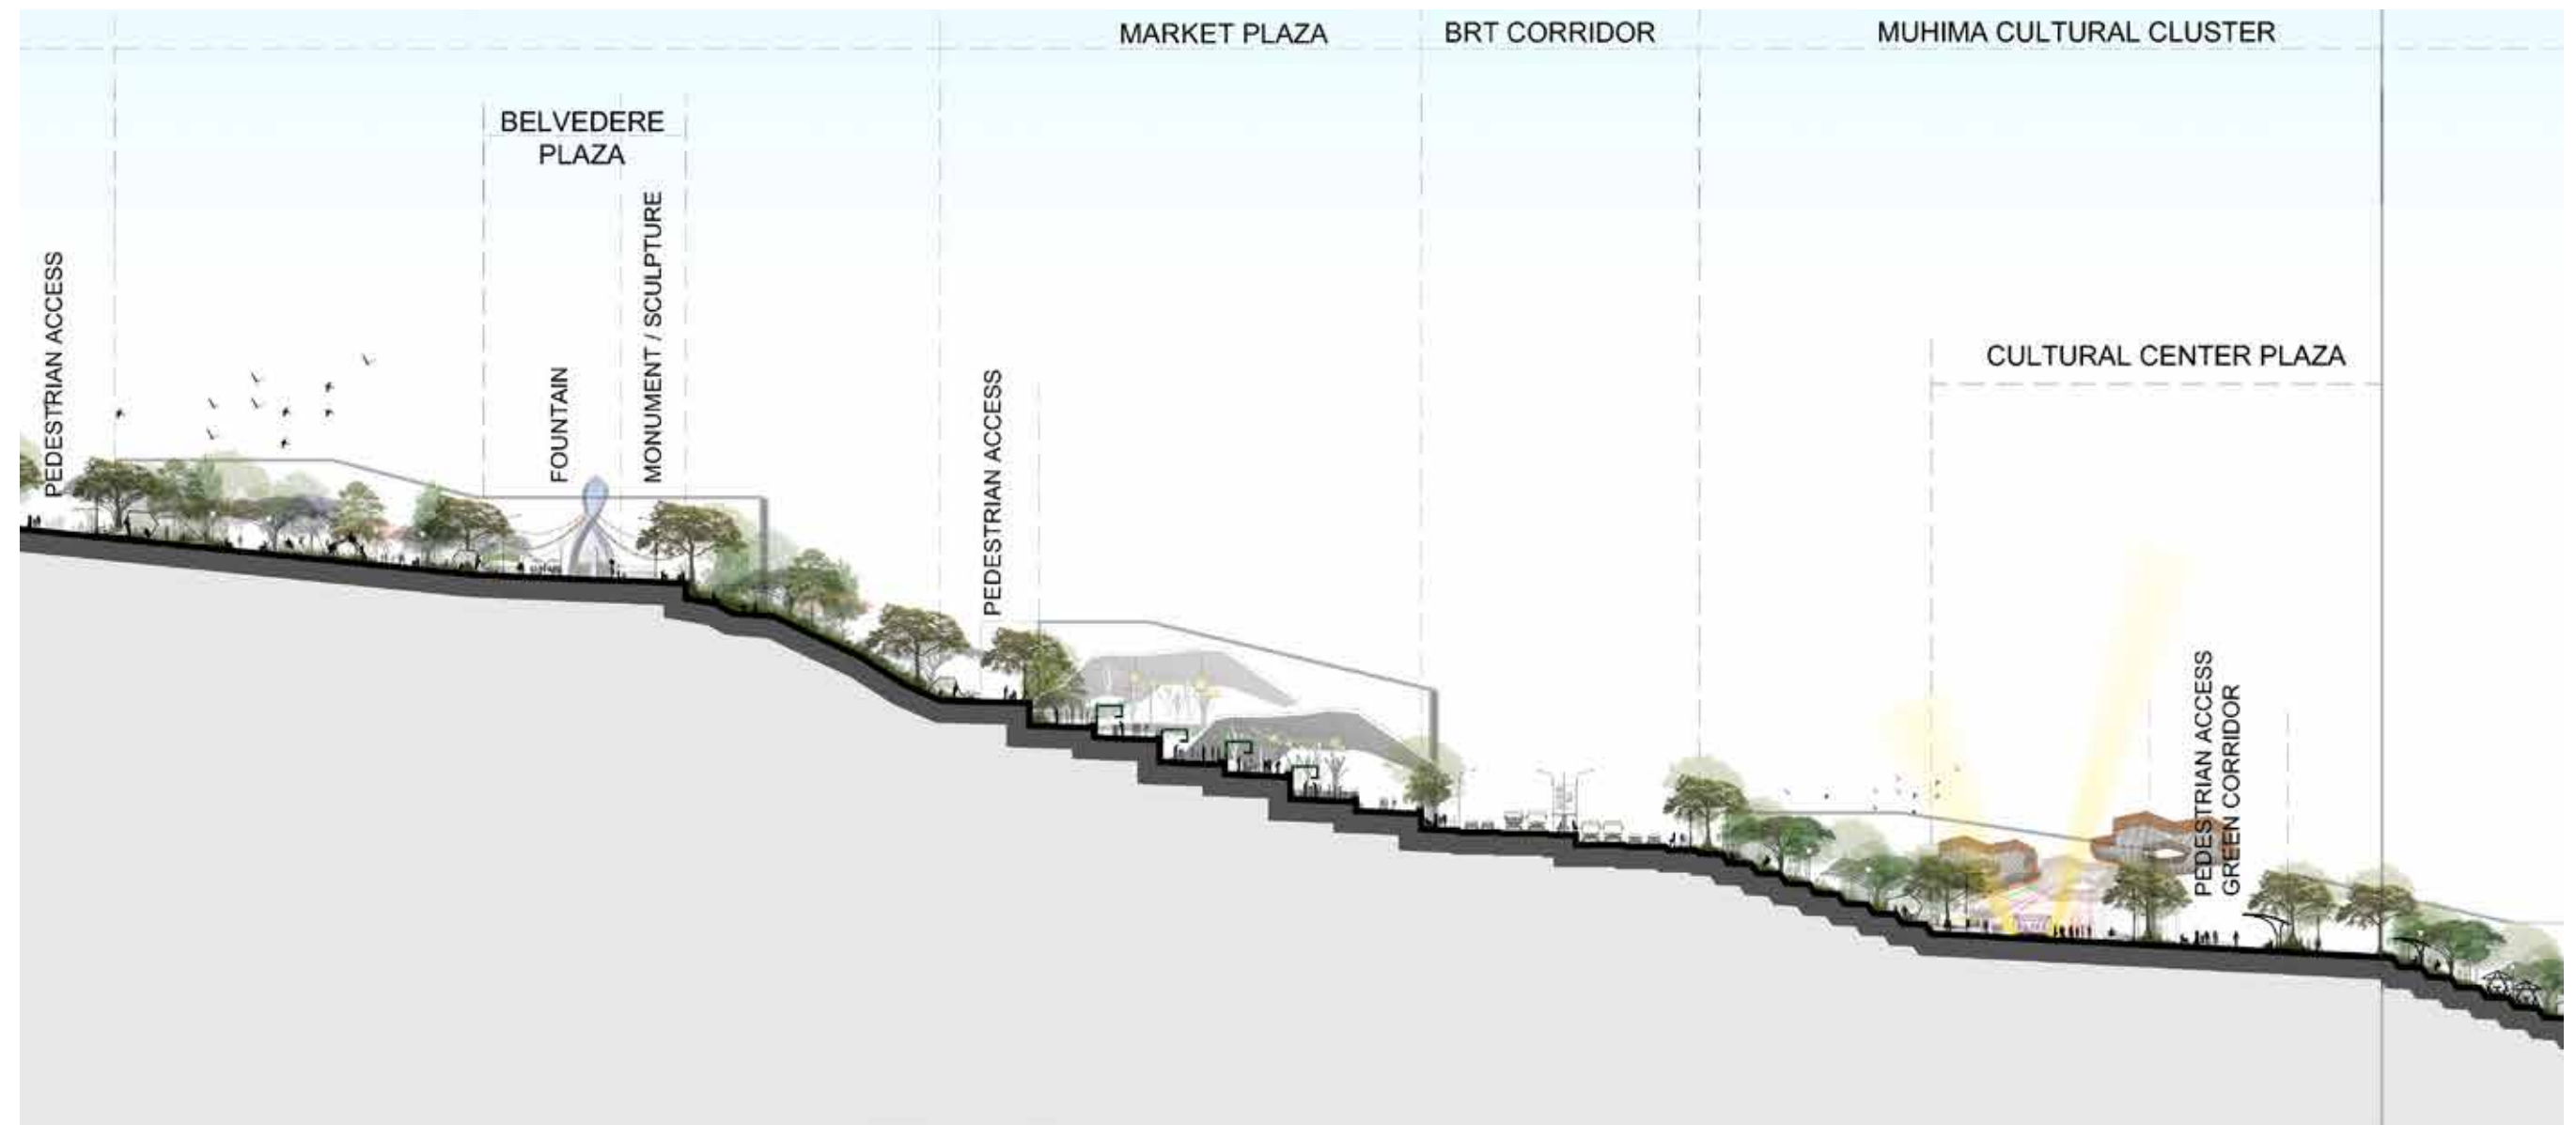 MARKET PLAZA
BRT CORRIDOR
MUHIMA CULTURAL CLUSTER
BELVEDERE
PLAZA
PEDESTRIAN ACCESS
FOUNTAIN
MONUMENT / SCULPTURE
PEDESTRIAN ACCESS
CULTURAL CENTER PLAZA
PEDESTRIAN ACCESS
GREEN CORRIDOR